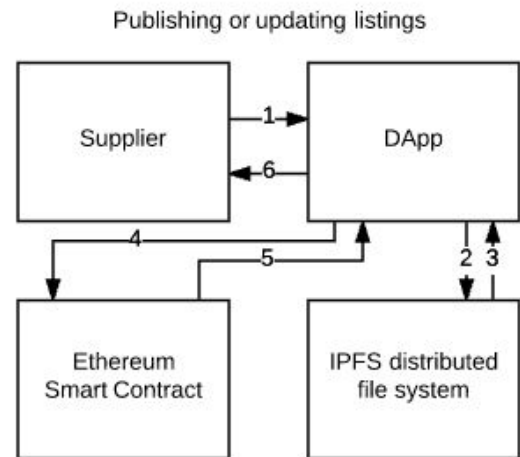 Publishing or updating listings
Supplier
1
DApp
6
4
5
2
3
Ethereum
Smart Contract
IPFS distributed
file system